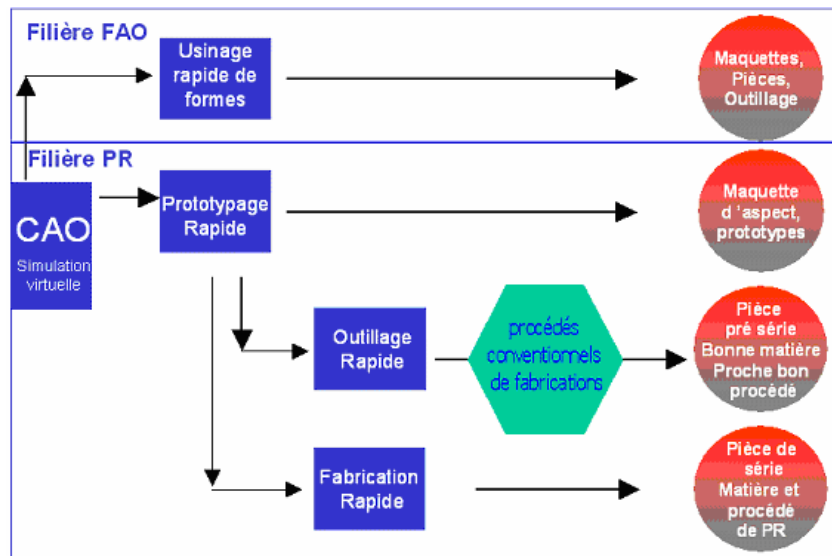 Filière FAO
Usinage
rapide de
formes
Maquettes,
Pièces,
Outillage
Filière PR
CAO
Simulation
virtuelle
Prototypage
Rapide
Maquette
d 'aspect,
prototypes
Outillage
Rapide
procédés
conventionnels
de fabrications
Pièce
pré série
Bonne matière
Proche bon
procédé
Fabrication
Rapide
Pièce de
série
Matière et
procédé
de PR